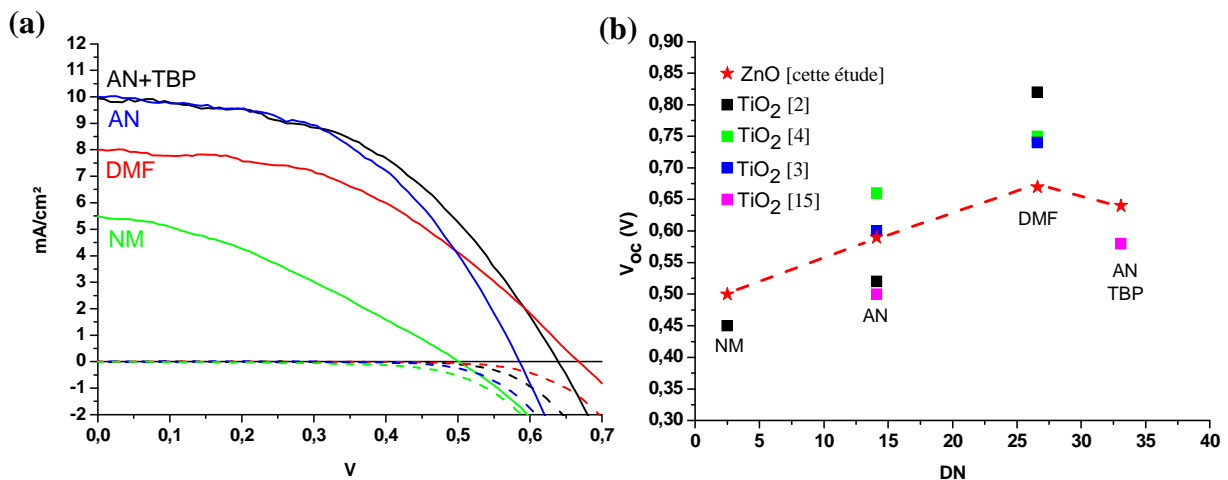 (a)
12
11
10
9
8
7
6
5
4
3
2
1
0
-1
-2
mA/cm²
AN+TBP
AN
DMF
NM
0,0 0,1 0,2 0,3 0,4 0,5 0,6 0,7
V
(b)
0,90
0,85
0,80
0,75
0,70
0,65
0,60
0,55
0,50
0,45
0,40
0,35
0,30
Voc (V)
ZnO [cette étude]
TiO2 [2]
TiO2 [4]
TiO2 [3]
TiO2 [15]
NM
AN
DMF
AN
TBP
0 5 10 15 20 25 30 35 40
DN